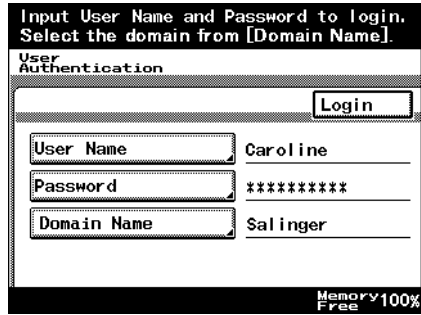 Input User Name and Password to login.
Select the domain from [Domain Name].
User
Authentication
Login
User Name Caroline
Password **********
Domain Name Salinger
Memory
Free 100%